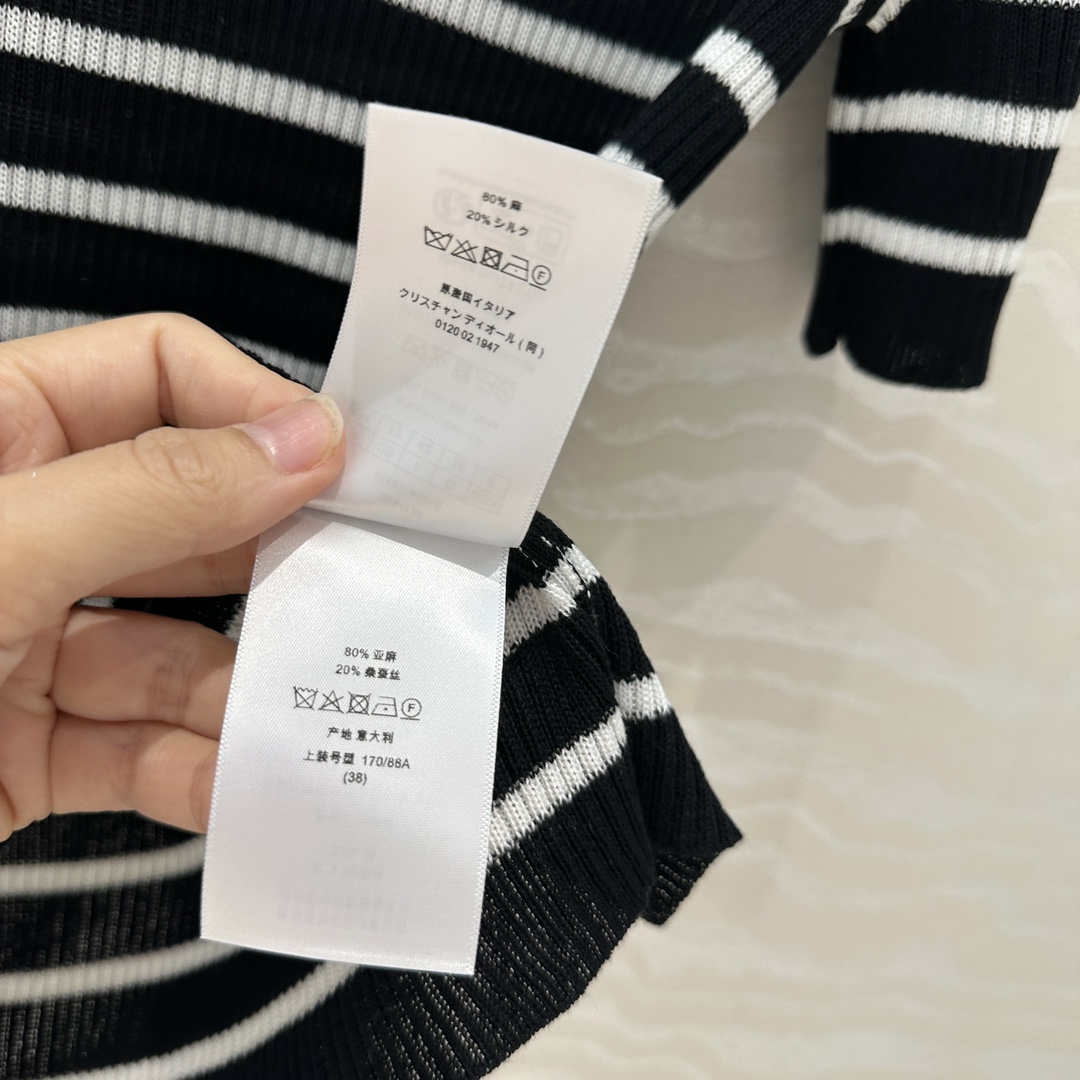 80% 麻
20% シルク
F
原産国イタリア
クリスチャンディオール(同)
0120 02 1947
80% 亚麻
20% 桑蚕丝
F
产地 意大利
上装号型 170/88A
(38)